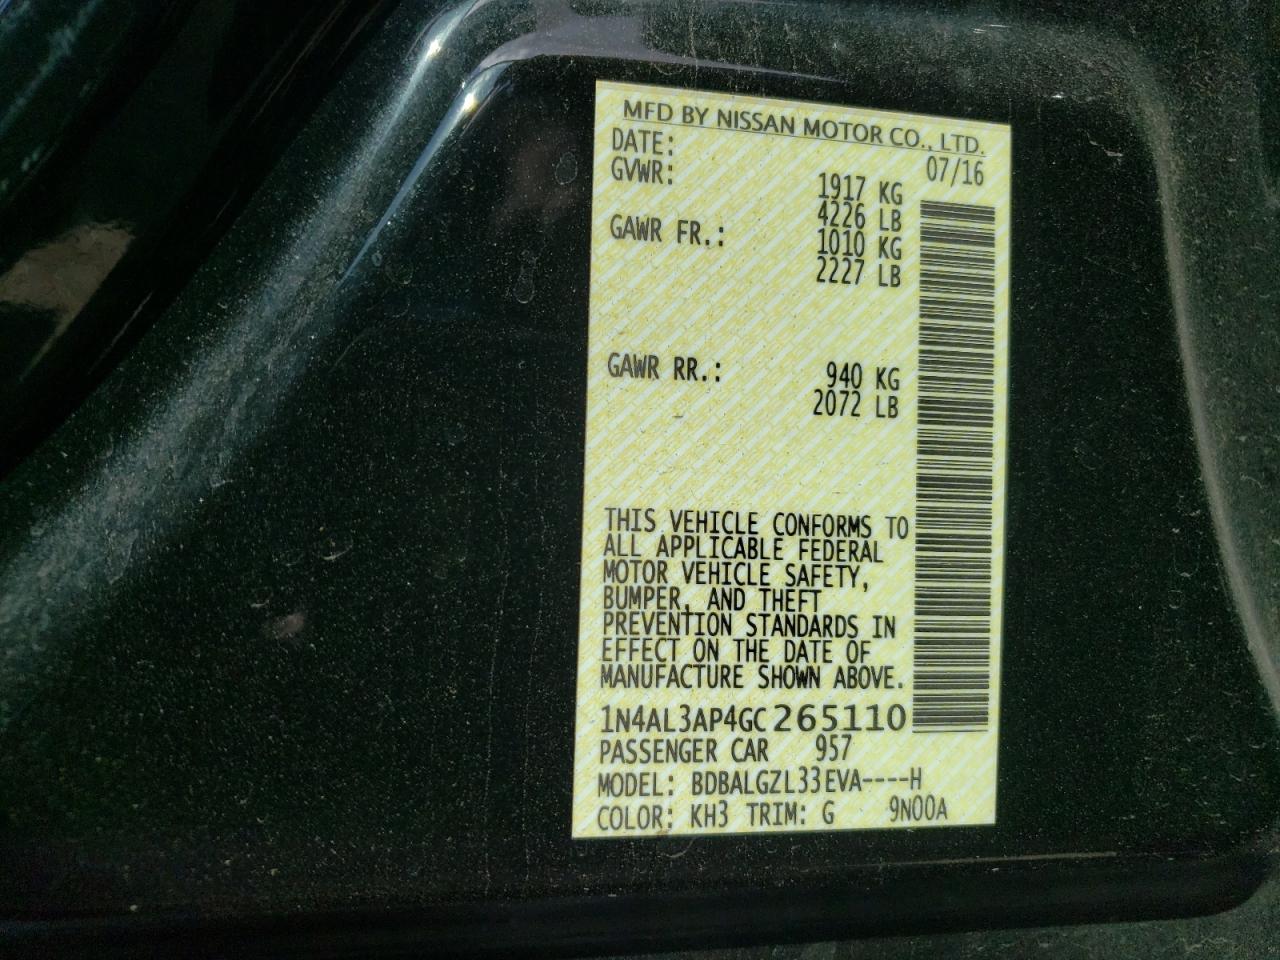 MFD BY NISSAN MOTOR CO., LTD.
DATE: 07/16
GVWR: 1917 KG
4226 LB
GAWR FR.: 1010 KG
2227 LB
GAWR RR.: 940 KG
2072 LB
THIS VEHICLE CONFORMS TO
ALL APPLICABLE FEDERAL
MOTOR VEHICLE SAFETY,
BUMPER, AND THEFT
PREVENTION STANDARDS IN
EFFECT ON THE DATE OF
MANUFACTURE SHOWN ABOVE.
1N4AL3AP4GC265110
PASSENGER CAR 957
MODEL: BDBALGZL33EVA----H
COLOR: KH3 TRIM: G 9N00A